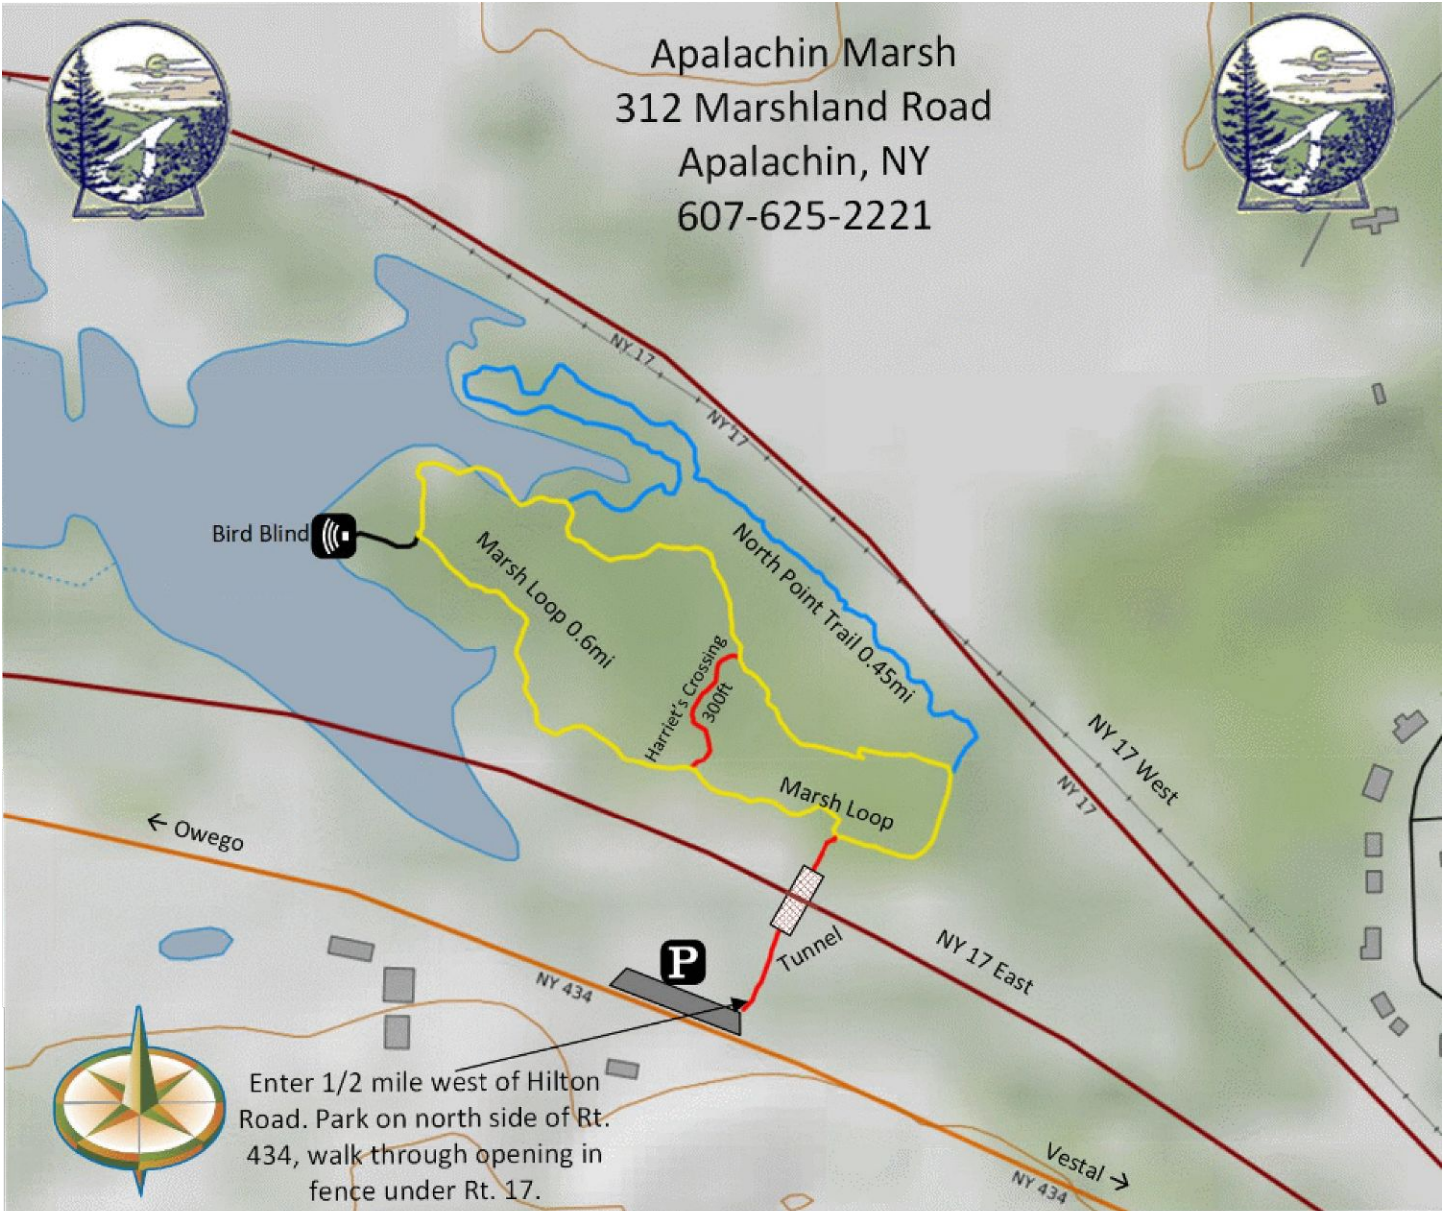 Apalachin Marsh
312 Marshland Road
Apalachin, NY
607-625-2221
NY 17
NY 17
Bird Blind
Marsh Loop 0.6mi
North Point Trail 0.45mi
Harriet's Crossing
300ft
NY 17 West
NY 17
Marsh Loop
← Owego
Tunnel
NY 17 East
P
NY 434
Enter 1/2 mile west of Hilton
Road. Park on north side of Rt.
434, walk through opening in
fence under Rt. 17.
Vestal →
NY 434